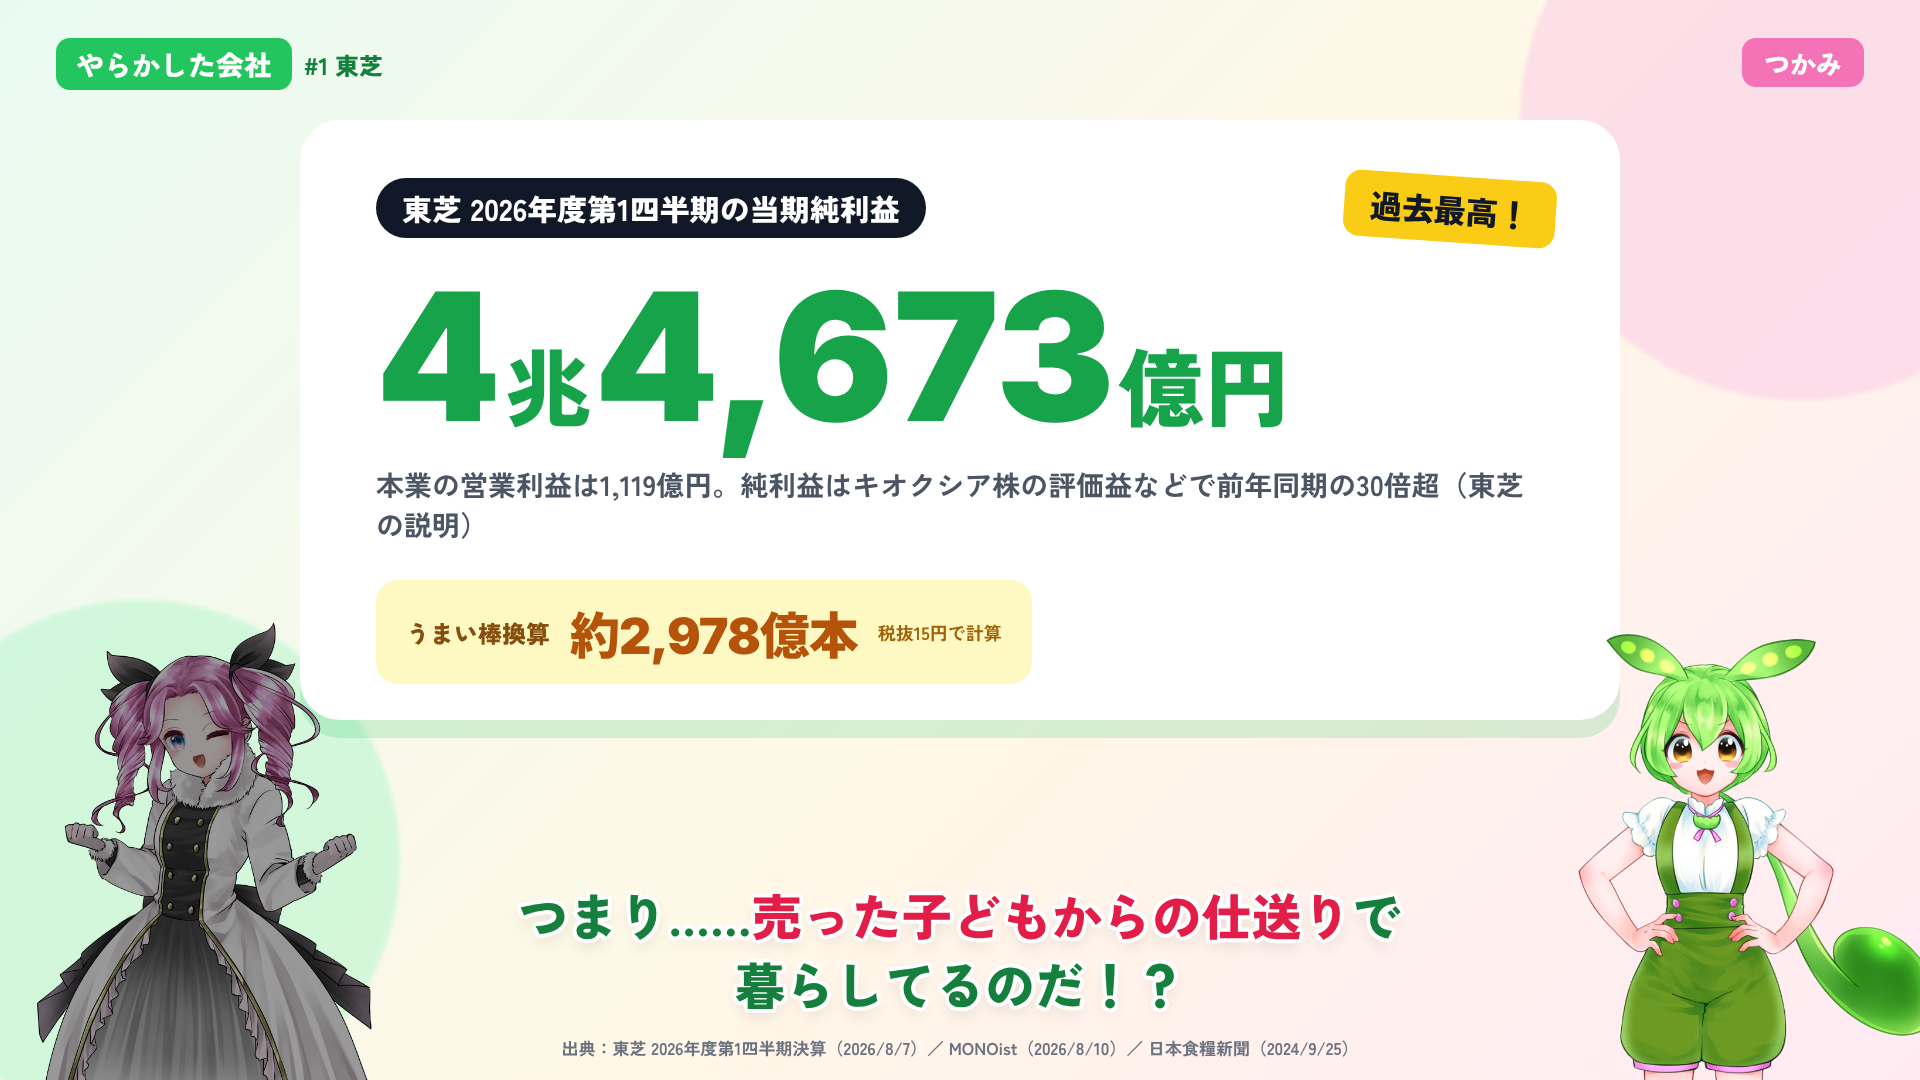 やらかした会社 #1 東芝
つかみ
東芝 2026年度第1四半期の当期純利益
過去最高！
4兆4,673億円
本業の営業利益は1,119億円。純利益はキオクシア株の評価益などで前年同期の30倍超（東芝
の説明）
うまい棒換算 約2,978億本 税抜15円で計算
つまり……売った子どもからの仕送りで
暮らしてるのだ！？
出典：東芝 2026年度第1四半期決算（2026/8/7）／ MONOist（2026/8/10）／ 日本食糧新聞（2024/9/25）